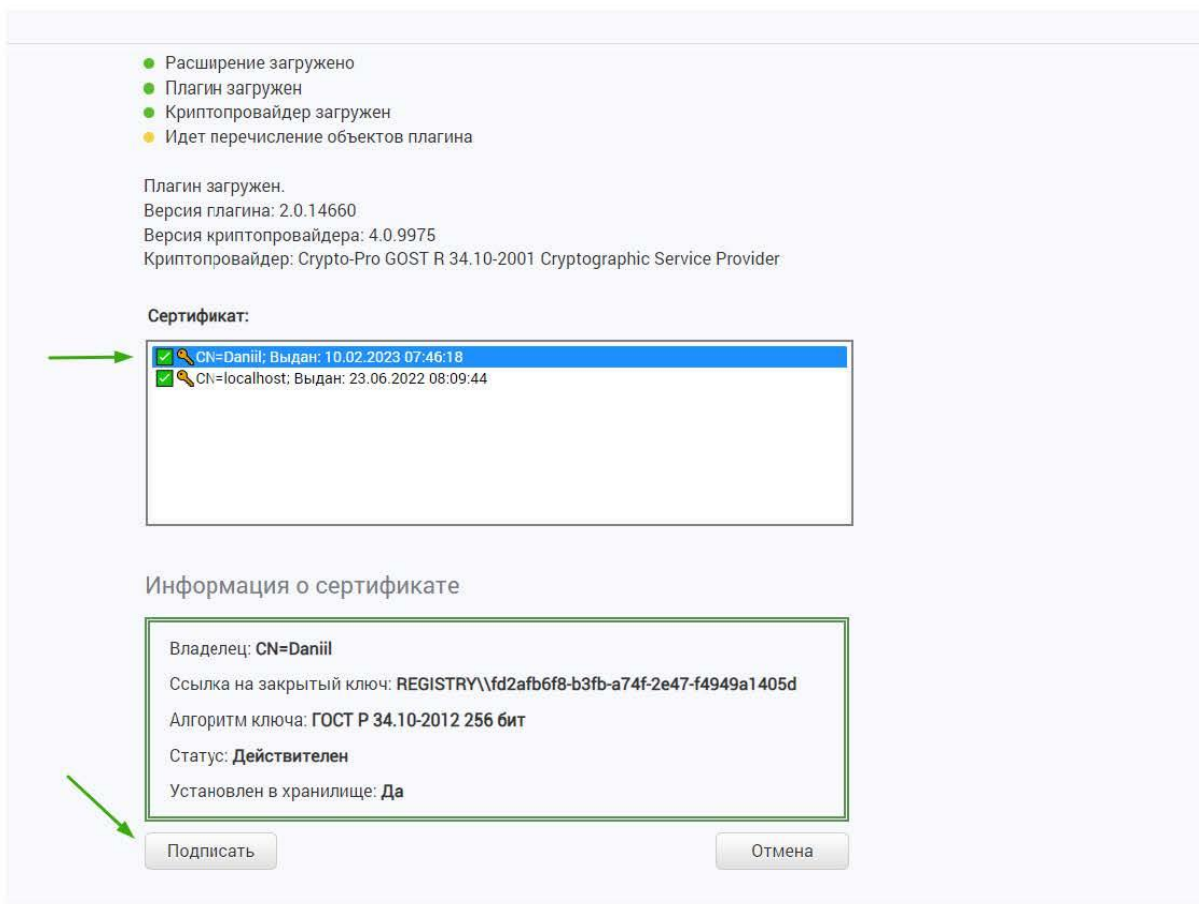 Расширение загружено
Плагин загружен
Криптопровайдер загружен
Идет перечисление объектов плагина
Плагин загружен.
Версия плагина: 2.0.14660
Версия криптопровайдера: 4.0.9975
Криптопровайдер: Crypto-Pro GOST R 34.10-2001 Cryptographic Service Provider
Сертификат:
CN=Daniil; Выдан: 10.02.2023 07:46:18
CN=localhost; Выдан: 23.06.2022 08:09:44
Информация о сертификате
Владелец: CN=Daniil
Ссылка на закрытый ключ: REGISTRY\\fd2afb6f8-b3fb-a74f-2e47-f4949a1405d
Алгоритм ключа: ГОСТ Р 34.10-2012 256 бит
Статус: Действителен
Установлен в хранилище: Да
Подписать
Отмена